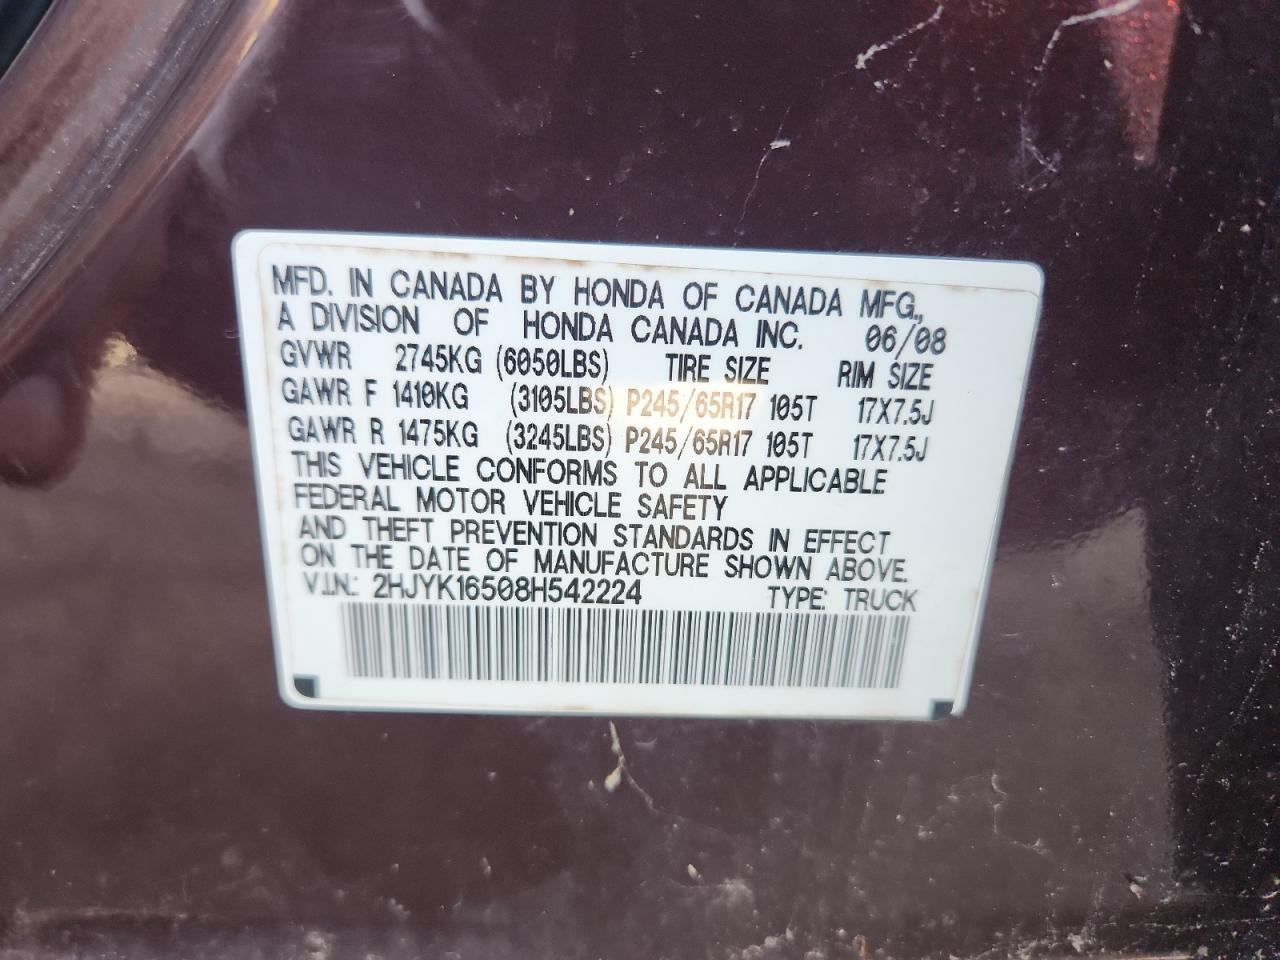 MFD. IN CANADA BY HONDA OF CANADA MFG.,
A DIVISION OF HONDA CANADA INC. 06/08
GVWR 2745KG (6050LBS) TIRE SIZE RIM SIZE
GAWR F 1410KG (3105LBS) P245/65R17 105T 17X7.5J
GAWR R 1475KG (3245LBS) P245/65R17 105T 17X7.5J
THIS VEHICLE CONFORMS TO ALL APPLICABLE
FEDERAL MOTOR VEHICLE SAFETY
AND THEFT PREVENTION STANDARDS IN EFFECT
ON THE DATE OF MANUFACTURE SHOWN ABOVE.
V.I.N.: 2HJYK16508H542224 TYPE: TRUCK